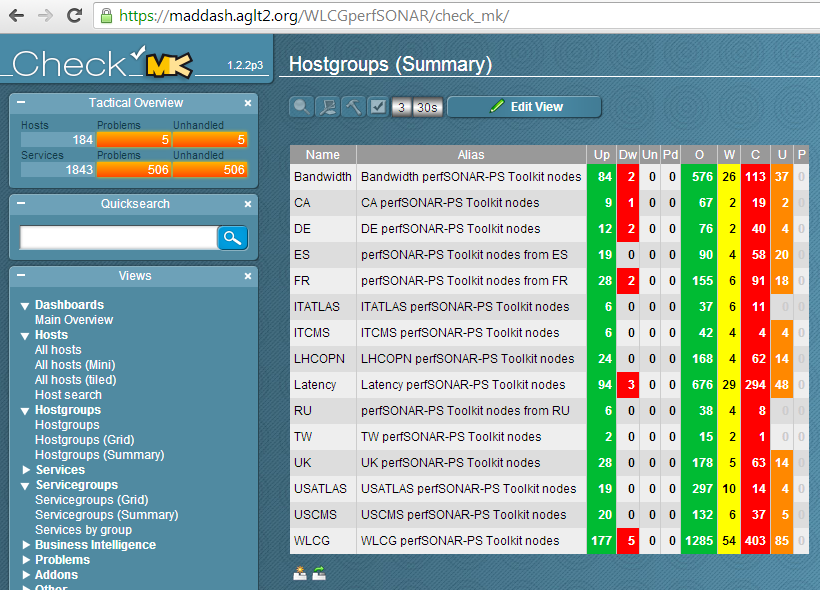 https://maddash.aglt2.org/WLCGperfSONAR/check_mk/
Check MK 1.2.2p3
Tactical Overview
Hosts Problems Unhandled
184 5 5
Services Problems Unhandled
1843 506 506
Quicksearch
Views
Dashboards
Main Overview
Hosts
All hosts
All hosts (Mini)
All hosts (tiled)
Host search
Hostgroups
Hostgroups
Hostgroups (Grid)
Hostgroups (Summary)
Services
Servicegroups
Servicegroups (Grid)
Servicegroups (Summary)
Services by group
Business Intelligence
Problems
Addons
Other
Hostgroups (Summary)
3 30s Edit View
Name Alias Up Dw Un Pd O W C U P
Bandwidth Bandwidth perfSONAR-PS Toolkit nodes 84 2 0 0 576 26 113 37 0
CA CA perfSONAR-PS Toolkit nodes 9 1 0 0 67 2 19 2 0
DE DE perfSONAR-PS Toolkit nodes 12 2 0 0 76 2 40 4 0
ES perfSONAR-PS Toolkit nodes from ES 19 0 0 0 90 4 58 20 0
FR perfSONAR-PS Toolkit nodes from FR 28 2 0 0 155 6 91 18 0
ITATLAS ITATLAS perfSONAR-PS Toolkit nodes 6 0 0 0 37 6 11 0 0
ITCMS ITCMS perfSONAR-PS Toolkit nodes 6 0 0 0 42 4 4 4 0
LHCOPN LHCOPN perfSONAR-PS Toolkit nodes 24 0 0 0 168 4 62 14 0
Latency Latency perfSONAR-PS Toolkit nodes 94 3 0 0 676 29 294 48 0
RU perfSONAR-PS Toolkit nodes from RU 6 0 0 0 38 4 8 0 0
TW TW perfSONAR-PS Toolkit nodes 2 0 0 0 15 2 1 0 0
UK UK perfSONAR-PS Toolkit nodes 28 0 0 0 178 5 63 14 0
USATLAS USATLAS perfSONAR-PS Toolkit nodes 19 0 0 0 297 10 14 4 0
USCMS USCMS perfSONAR-PS Toolkit nodes 20 0 0 0 132 6 37 5 0
WLCG WLCG perfSONAR-PS Toolkit nodes 177 5 0 0 1285 54 403 85 0